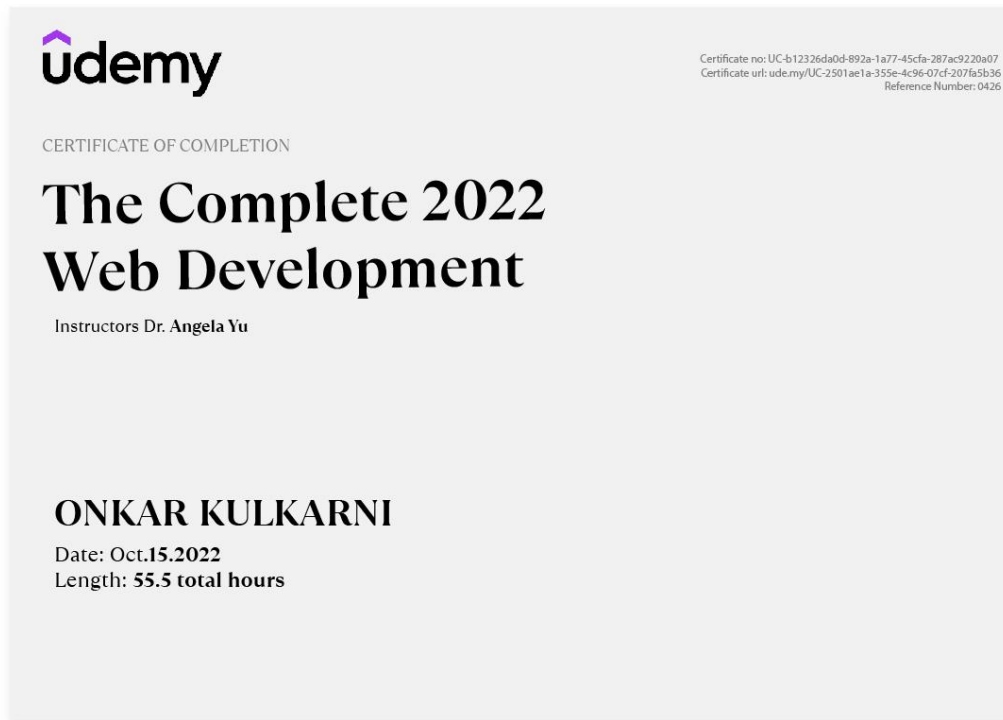 ûdemy
Certificate no: UC-b12326da0d-892a-1a77-45cfa-287ac9220a07
Certificate url: ude.my/UC-2501ae1a-355e-4c96-07cf-207fa5b36
Reference Number: 0426
CERTIFICATE OF COMPLETION
The Complete 2022
Web Development
Instructors Dr. Angela Yu
ONKAR KULKARNI
Date: Oct.15.2022
Length: 55.5 total hours